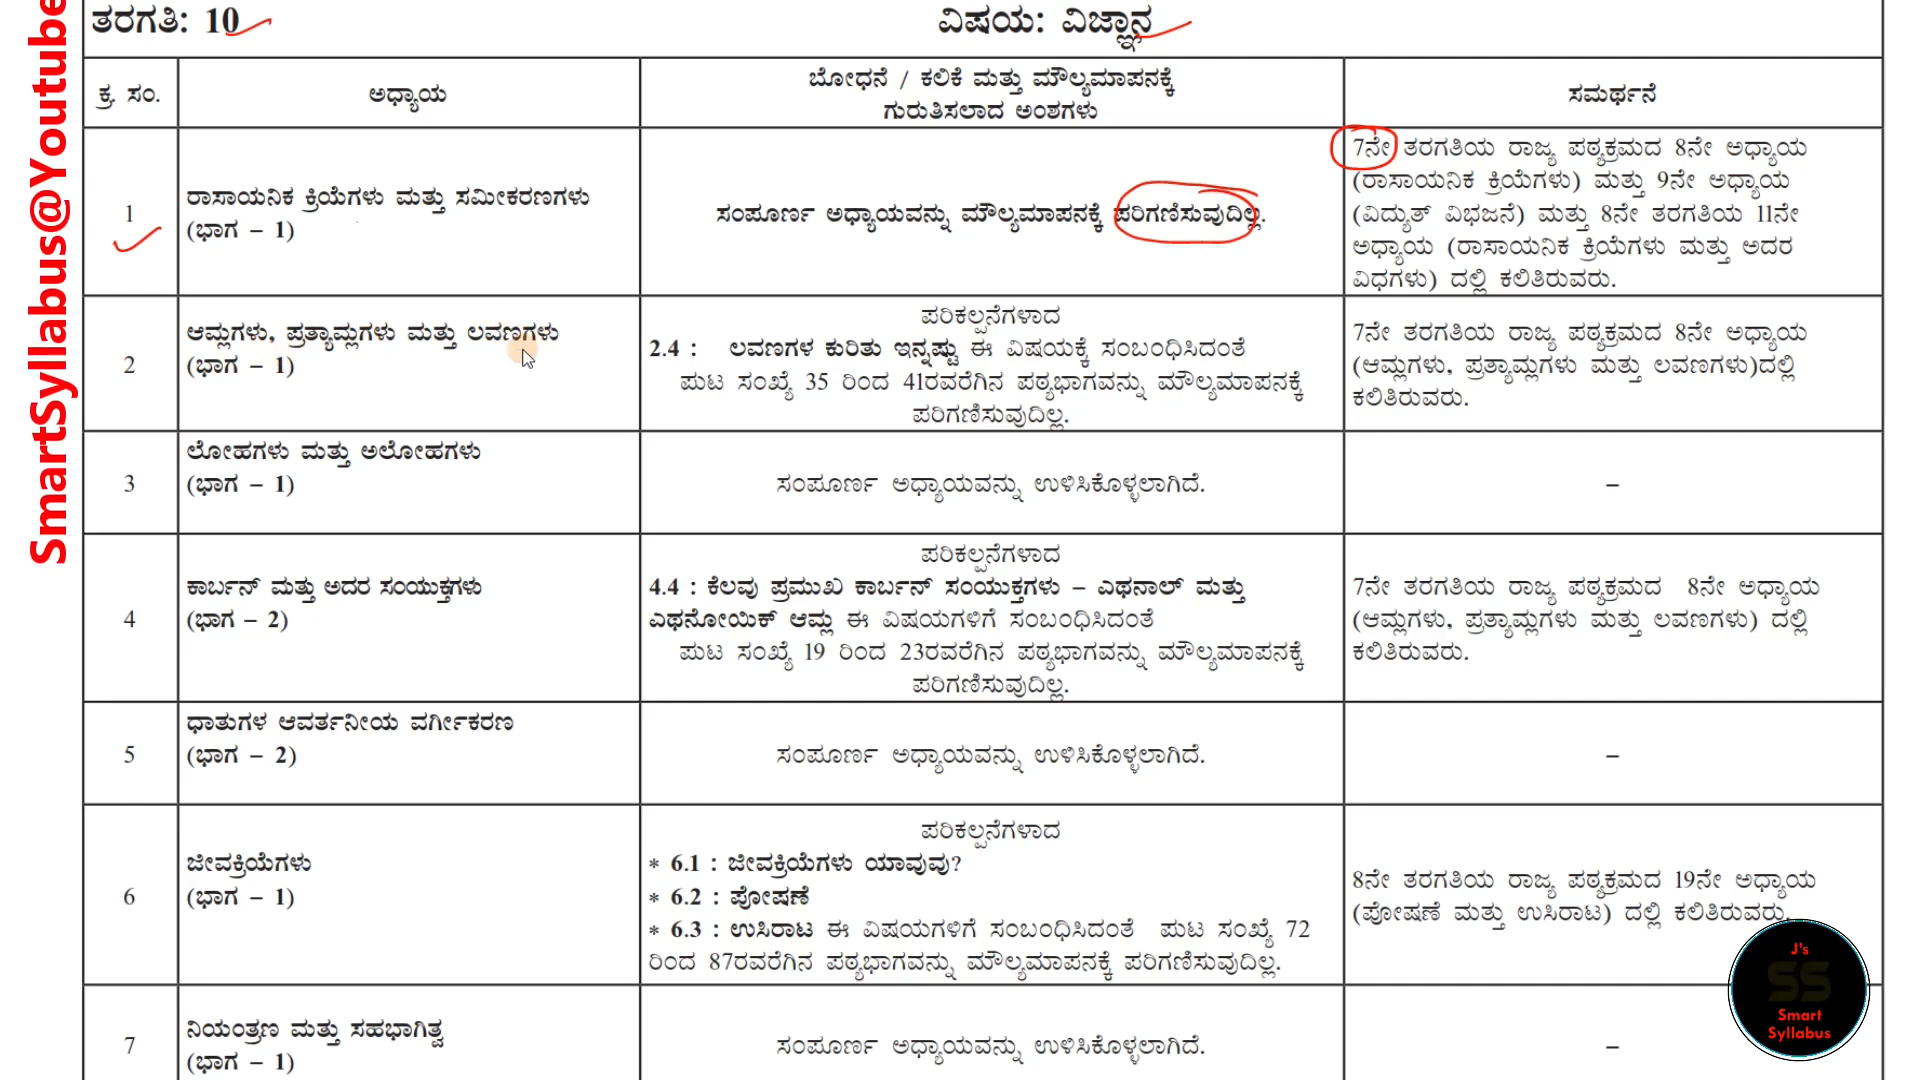 SmartSyllabus@Youtube
ತರಗತಿ: 10
ವಿಷಯ: ವಿಜ್ಞಾನ
ಕ್ರ. ಸಂ.
ಅಧ್ಯಾಯ
ಬೋಧನೆ / ಕಲಿಕೆ ಮತ್ತು ಮೌಲ್ಯಮಾಪನಕ್ಕೆ
ಗುರುತಿಸಲಾದ ಅಂಶಗಳು
ಸಮರ್ಥನೆ
1
ರಾಸಾಯನಿಕ ಕ್ರಿಯೆಗಳು ಮತ್ತು ಸಮೀಕರಣಗಳು
(ಭಾಗ – 1)
ಸಂಪೂರ್ಣ ಅಧ್ಯಾಯವನ್ನು ಮೌಲ್ಯಮಾಪನಕ್ಕೆ ಪರಿಗಣಿಸುವುದಿಲ್ಲ.
7ನೇ ತರಗತಿಯ ರಾಜ್ಯ ಪಠ್ಯಕ್ರಮದ 8ನೇ ಅಧ್ಯಾಯ
(ರಾಸಾಯನಿಕ ಕ್ರಿಯೆಗಳು) ಮತ್ತು 9ನೇ ಅಧ್ಯಾಯ
(ವಿದ್ಯುತ್ ವಿಭಜನೆ) ಮತ್ತು 8ನೇ ತರಗತಿಯ 11ನೇ
ಅಧ್ಯಾಯ (ರಾಸಾಯನಿಕ ಕ್ರಿಯೆಗಳು ಮತ್ತು ಅದರ
ವಿಧಗಳು) ದಲ್ಲಿ ಕಲಿತಿರುವರು.
2
ಆಮ್ಲಗಳು, ಪ್ರತ್ಯಾಮ್ಲಗಳು ಮತ್ತು ಲವಣಗಳು
(ಭಾಗ – 1)
ಪರಿಕಲ್ಪನೆಗಳಾದ
2.4 : ಲವಣಗಳ ಕುರಿತು ಇನ್ನಷ್ಟು ಈ ವಿಷಯಕ್ಕೆ ಸಂಬಂಧಿಸಿದಂತೆ
ಪುಟ ಸಂಖ್ಯೆ 35 ರಿಂದ 41ರವರೆಗಿನ ಪಠ್ಯಭಾಗವನ್ನು ಮೌಲ್ಯಮಾಪನಕ್ಕೆ
ಪರಿಗಣಿಸುವುದಿಲ್ಲ.
7ನೇ ತರಗತಿಯ ರಾಜ್ಯ ಪಠ್ಯಕ್ರಮದ 8ನೇ ಅಧ್ಯಾಯ
(ಆಮ್ಲಗಳು, ಪ್ರತ್ಯಾಮ್ಲಗಳು ಮತ್ತು ಲವಣಗಳು)ದಲ್ಲಿ
ಕಲಿತಿರುವರು.
3
ಲೋಹಗಳು ಮತ್ತು ಅಲೋಹಗಳು
(ಭಾಗ – 1)
ಸಂಪೂರ್ಣ ಅಧ್ಯಾಯವನ್ನು ಉಳಿಸಿಕೊಳ್ಳಲಾಗಿದೆ.
–
4
ಕಾರ್ಬನ್ ಮತ್ತು ಅದರ ಸಂಯುಕ್ತಗಳು
(ಭಾಗ – 2)
ಪರಿಕಲ್ಪನೆಗಳಾದ
4.4 : ಕೆಲವು ಪ್ರಮುಖ ಕಾರ್ಬನ್ ಸಂಯುಕ್ತಗಳು – ಎಥನಾಲ್ ಮತ್ತು
ಎಥನೋಯಿಕ್ ಆಮ್ಲ ಈ ವಿಷಯಗಳಿಗೆ ಸಂಬಂಧಿಸಿದಂತೆ
ಪುಟ ಸಂಖ್ಯೆ 19 ರಿಂದ 23ರವರೆಗಿನ ಪಠ್ಯಭಾಗವನ್ನು ಮೌಲ್ಯಮಾಪನಕ್ಕೆ
ಪರಿಗಣಿಸುವುದಿಲ್ಲ.
7ನೇ ತರಗತಿಯ ರಾಜ್ಯ ಪಠ್ಯಕ್ರಮದ 8ನೇ ಅಧ್ಯಾಯ
(ಆಮ್ಲಗಳು, ಪ್ರತ್ಯಾಮ್ಲಗಳು ಮತ್ತು ಲವಣಗಳು) ದಲ್ಲಿ
ಕಲಿತಿರುವರು.
5
ಧಾತುಗಳ ಆವರ್ತನೀಯ ವರ್ಗೀಕರಣ
(ಭಾಗ – 2)
ಸಂಪೂರ್ಣ ಅಧ್ಯಾಯವನ್ನು ಉಳಿಸಿಕೊಳ್ಳಲಾಗಿದೆ.
–
6
ಜೀವಕ್ರಿಯೆಗಳು
(ಭಾಗ – 1)
ಪರಿಕಲ್ಪನೆಗಳಾದ
* 6.1 : ಜೀವಕ್ರಿಯೆಗಳು ಯಾವುವು?
* 6.2 : ಪೋಷಣೆ
* 6.3 : ಉಸಿರಾಟ ಈ ವಿಷಯಗಳಿಗೆ ಸಂಬಂಧಿಸಿದಂತೆ ಪುಟ ಸಂಖ್ಯೆ 72
ರಿಂದ 87ರವರೆಗಿನ ಪಠ್ಯಭಾಗವನ್ನು ಮೌಲ್ಯಮಾಪನಕ್ಕೆ ಪರಿಗಣಿಸುವುದಿಲ್ಲ.
8ನೇ ತರಗತಿಯ ರಾಜ್ಯ ಪಠ್ಯಕ್ರಮದ 19ನೇ ಅಧ್ಯಾಯ
(ಪೋಷಣೆ ಮತ್ತು ಉಸಿರಾಟ) ದಲ್ಲಿ ಕಲಿತಿರುವರು.
7
ನಿಯಂತ್ರಣ ಮತ್ತು ಸಹಭಾಗಿತ್ವ
(ಭಾಗ – 1)
ಸಂಪೂರ್ಣ ಅಧ್ಯಾಯವನ್ನು ಉಳಿಸಿಕೊಳ್ಳಲಾಗಿದೆ.
–
J's
SS
Smart
Syllabus